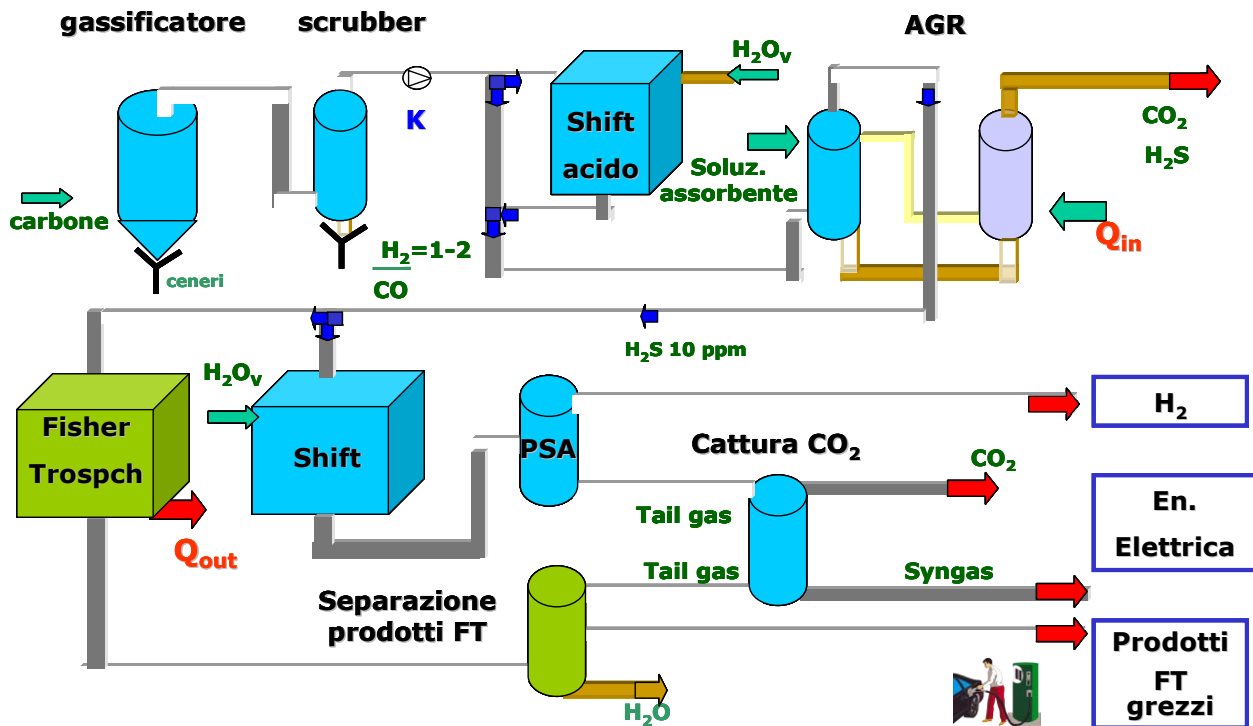 gassificatore
scrubber
AGR
H₂Oᵥ
K
Shift
acido
Soluz.
assorbente
CO₂
H₂S
carbone
Qin
ceneri
H₂=1-2
CO
H₂S 10 ppm
H₂Oᵥ
Fisher
Trospch
Shift
PSA
H₂
Cattura CO₂
CO₂
Tail gas
En.
Elettrica
Qout
Tail gas
Syngas
Separazione
prodotti FT
Prodotti
FT
grezzi
H₂O